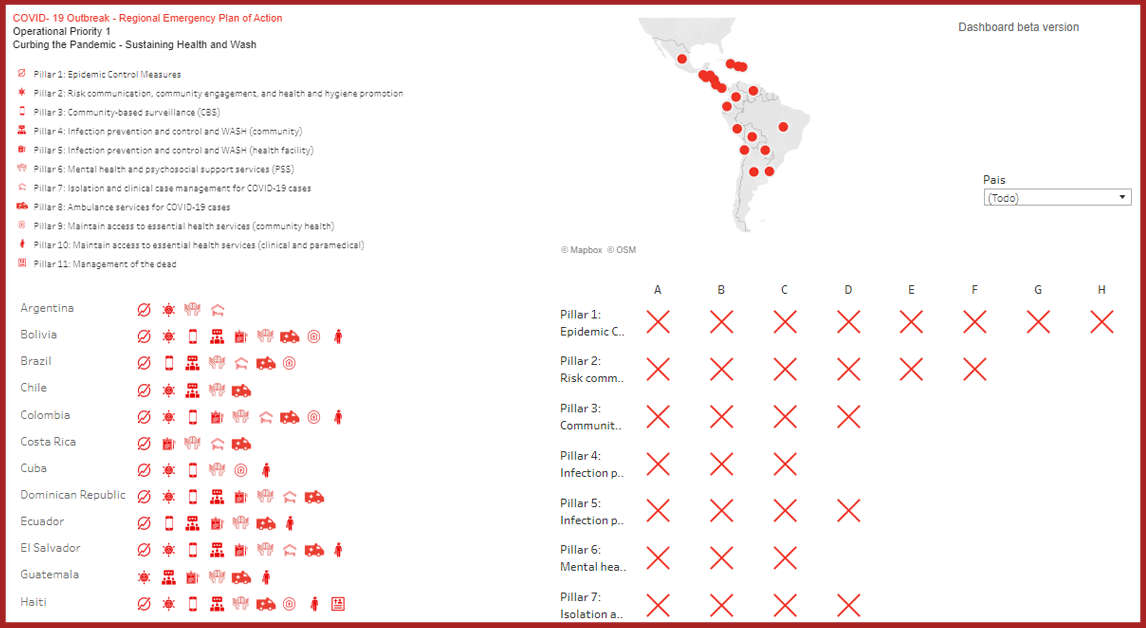 COVID- 19 Outbreak - Regional Emergency Plan of Action
Operational Priority 1
Curbing the Pandemic - Sustaining Health and Wash
Pillar 1: Epidemic Control Measures
Pillar 2: Risk communication, community engagement, and health and hygiene promotion
Pillar 3: Community-based surveillance (CBS)
Pillar 4: Infection prevention and control and WASH (community)
Pillar 5: Infection prevention and control and WASH (health facility)
Pillar 6: Mental health and psychosocial support services (PSS)
Pillar 7: Isolation and clinical case management for COVID-19 cases
Pillar 8: Ambulance services for COVID-19 cases
Pillar 9: Maintain access to essential health services (community health)
Pillar 10: Maintain access to essential health services (clinical and paramedical)
Pillar 11: Management of the dead
Dashboard beta version
Pais
(Todo)
© Mapbox © OSM
Argentina
Bolivia
Brazil
Chile
Colombia
Costa Rica
Cuba
Dominican Republic
Ecuador
El Salvador
Guatemala
Haiti
A B C D E F G H
Pillar 1:
Epidemic C..
Pillar 2:
Risk comm..
Pillar 3:
Communit..
Pillar 4:
Infection p..
Pillar 5:
Infection p..
Pillar 6:
Mental hea..
Pillar 7:
Isolation a..